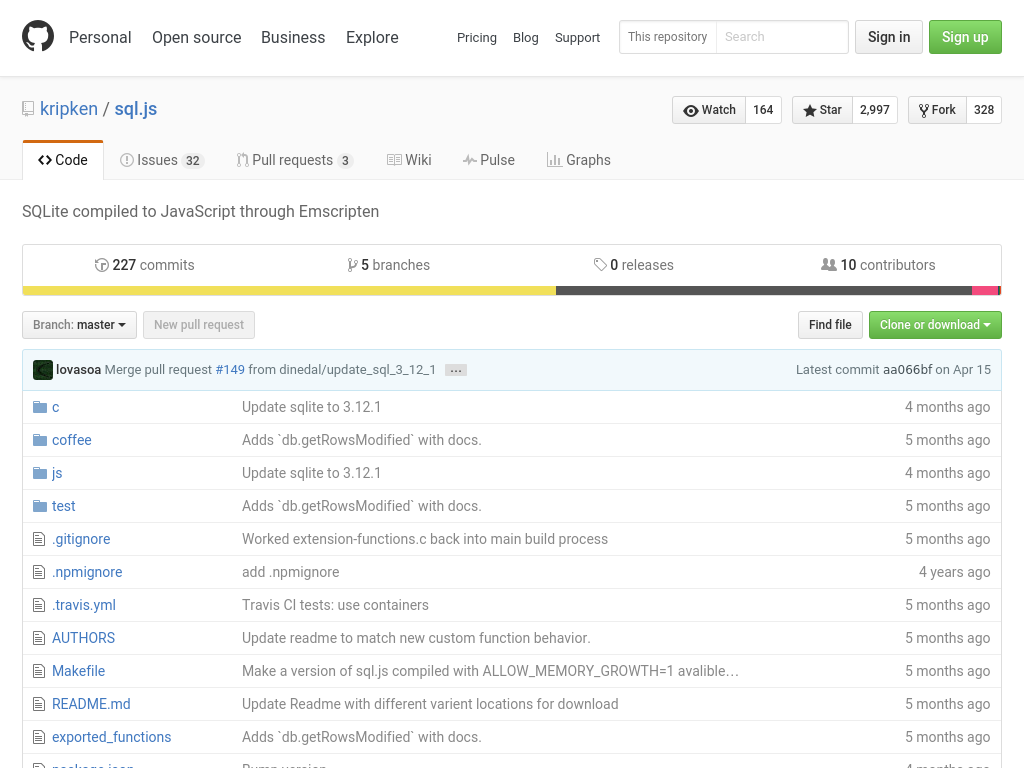 Personal Open source Business Explore Pricing Blog Support This repository Search Sign in Sign up
kripken / sql.js Watch 164 Star 2,997 Fork 328
Code Issues 32 Pull requests 3 Wiki Pulse Graphs
SQLite compiled to JavaScript through Emscripten
227 commits 5 branches 0 releases 10 contributors
Branch: master New pull request Find file Clone or download
lovasoa Merge pull request #149 from dinedal/update_sql_3_12_1 … Latest commit aa066bf on Apr 15
c Update sqlite to 3.12.1 4 months ago
coffee Adds `db.getRowsModified` with docs. 5 months ago
js Update sqlite to 3.12.1 4 months ago
test Adds `db.getRowsModified` with docs. 5 months ago
.gitignore Worked extension-functions.c back into main build process 5 months ago
.npmignore add .npmignore 4 years ago
.travis.yml Travis CI tests: use containers 5 months ago
AUTHORS Update readme to match new custom function behavior. 5 months ago
Makefile Make a version of sql.js compiled with ALLOW_MEMORY_GROWTH=1 avalible… 5 months ago
README.md Update Readme with different varient locations for download 5 months ago
exported_functions Adds `db.getRowsModified` with docs. 5 months ago
package.json Bump version 4 months ago